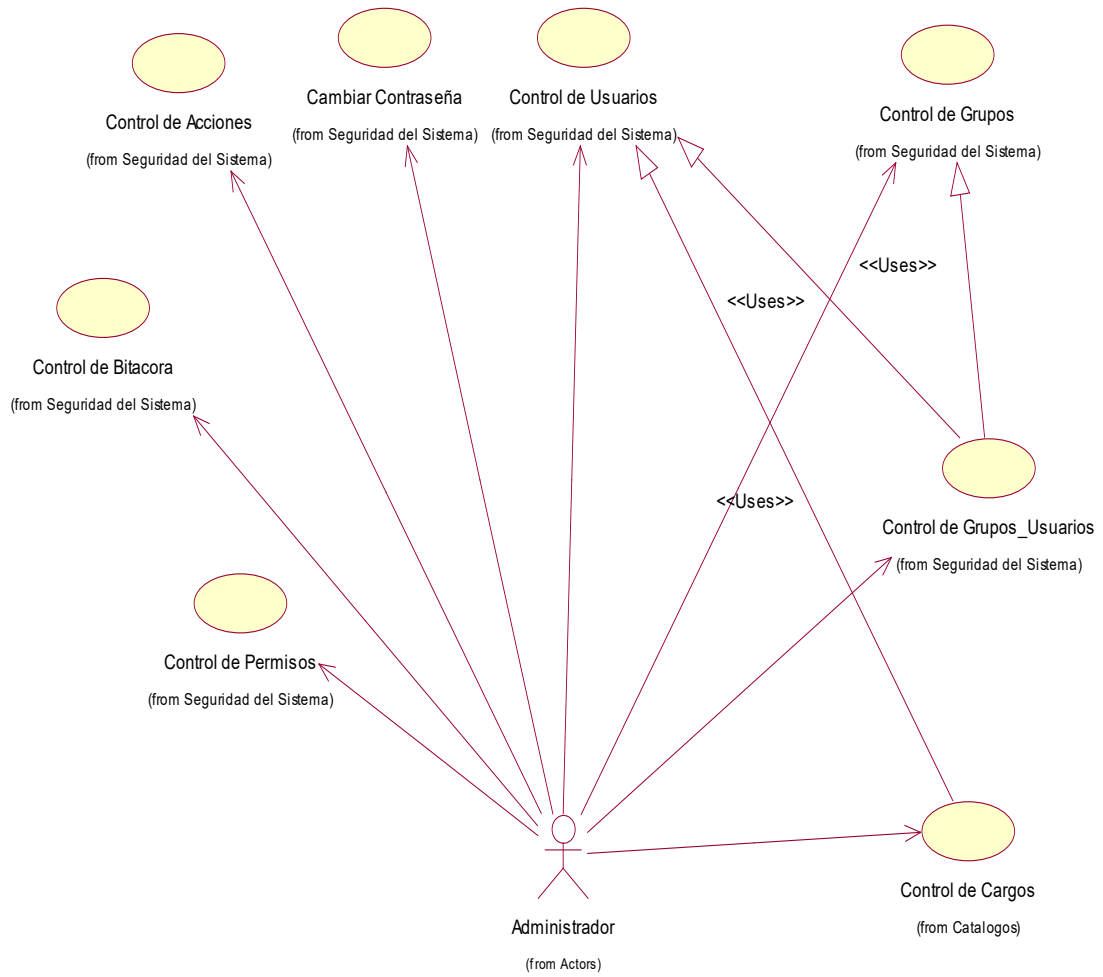 Cambiar Contraseña
(from Seguridad del Sistema)
Control de Usuarios
(from Seguridad del Sistema)
Control de Grupos
(from Seguridad del Sistema)
Control de Acciones
(from Seguridad del Sistema)
<<Uses>>
<<Uses>>
Control de Bitacora
(from Seguridad del Sistema)
<<Uses>>
Control de Grupos_Usuarios
(from Seguridad del Sistema)
Control de Permisos
(from Seguridad del Sistema)
Control de Cargos
(from Catalogos)
Administrador
(from Actors)